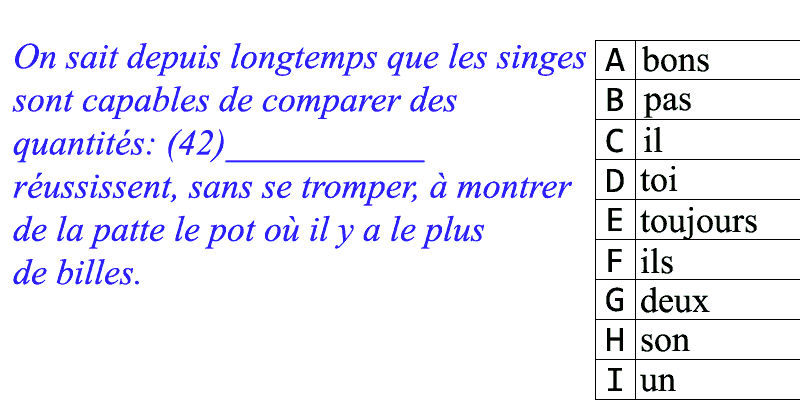 On sait depuis longtemps que les singes
sont capables de comparer des
quantités: (42)___________
réussissent, sans se tromper, à montrer
de la patte le pot où il y a le plus
de billes.
A bons
B pas
C il
D toi
E toujours
F ils
G deux
H son
I un